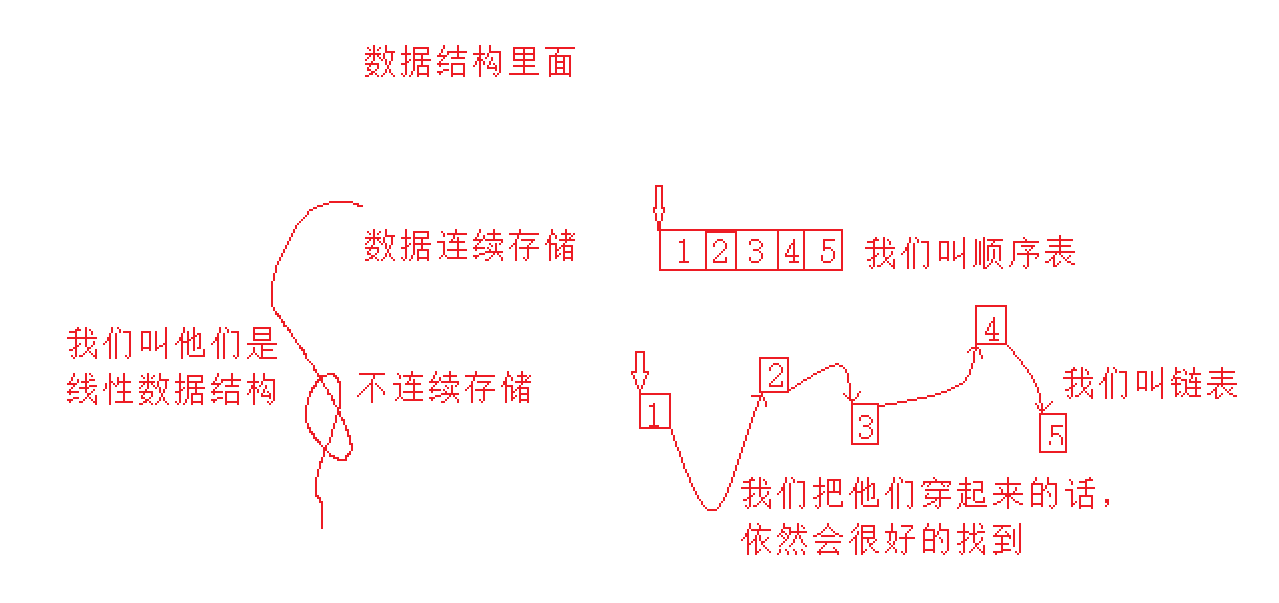 数据结构里面
数据连续存储
1 2 3 4 5
我们叫顺序表
我们叫他们是
线性数据结构
不连续存储
1
2
3
4
5
我们叫链表
我们把他们穿起来的话，
依然会很好的找到